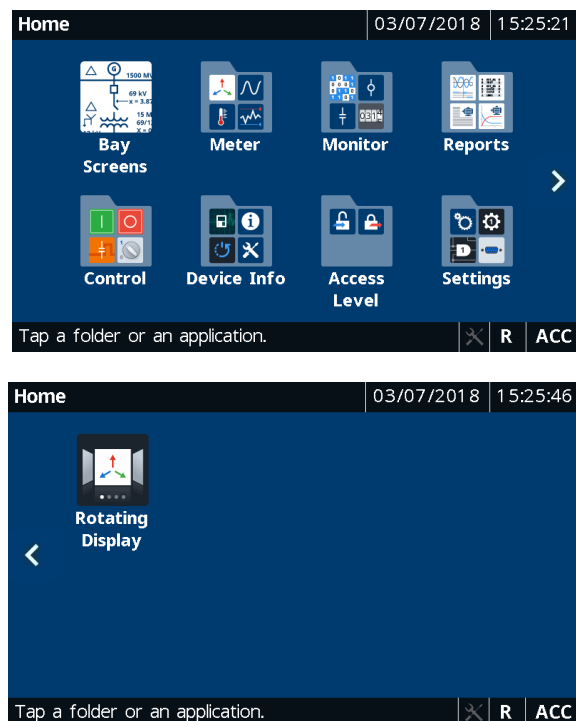 Home 03/07/2018 15:25:21
Bay Screens
Meter
Monitor
Reports
Control
Device Info
Access Level
Settings
Tap a folder or an application. R ACC
Home 03/07/2018 15:25:46
Rotating
Display
Tap a folder or an application. R ACC